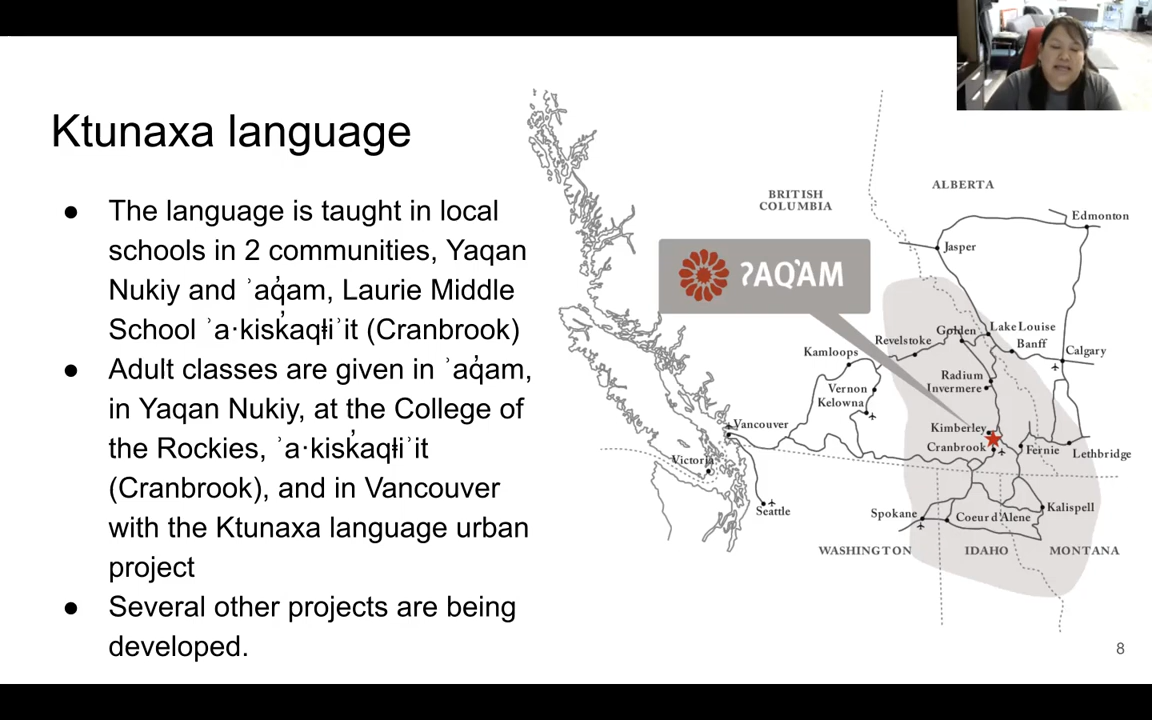 Ktunaxa language
● The language is taught in local
schools in 2 communities, Yaqan
Nukiy and ʾaq̓am, Laurie Middle
School ʾa·kisk̓aqⱡiʾit (Cranbrook)
● Adult classes are given in ʾaq̓am,
in Yaqan Nukiy, at the College of
the Rockies, ʾa·kisk̓aqⱡiʾit
(Cranbrook), and in Vancouver
with the Ktunaxa language urban
project
● Several other projects are being
developed.
BRITISH
COLUMBIA
ALBERTA
Edmonton
Jasper
ʔAQ̓AM
Golden
Lake Louise
Revelstoke
Banff
Kamloops
Calgary
Radium
Vernon
Invermere
Kelowna
Vancouver
Kimberley
Cranbrook
Fernie
Lethbridge
Victoria
Seattle
Spokane
Coeur d'Alene
Kalispell
WASHINGTON
IDAHO
MONTANA
8